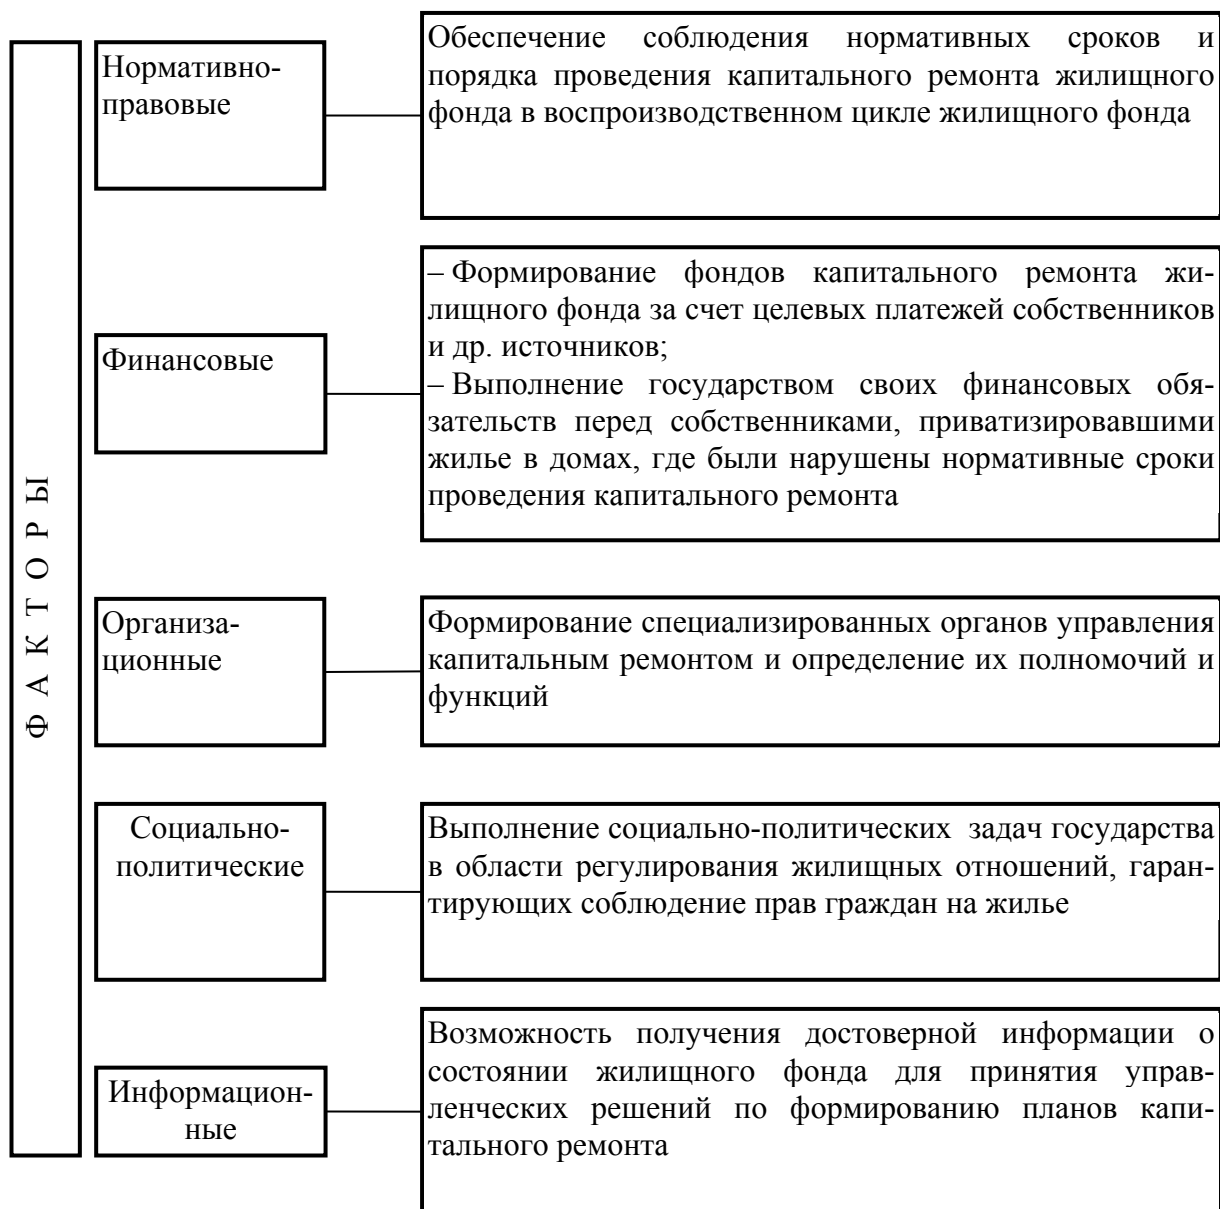 ФАКТОРЫ
Нормативно-
правовые
Обеспечение соблюдения нормативных сроков и
порядка проведения капитального ремонта жилищного
фонда в воспроизводственном цикле жилищного фонда
Финансовые
– Формирование фондов капитального ремонта жи-
лищного фонда за счет целевых платежей собственников
и др. источников;
– Выполнение государством своих финансовых обя-
зательств перед собственниками, приватизировавшими
жилье в домах, где были нарушены нормативные сроки
проведения капитального ремонта
Организа-
ционные
Формирование специализированных органов управления
капитальным ремонтом и определение их полномочий и
функций
Социально-
политические
Выполнение социально-политических задач государства
в области регулирования жилищных отношений, гаран-
тирующих соблюдение прав граждан на жилье
Информацион-
ные
Возможность получения достоверной информации о
состоянии жилищного фонда для принятия управ-
ленческих решений по формированию планов капи-
тального ремонта